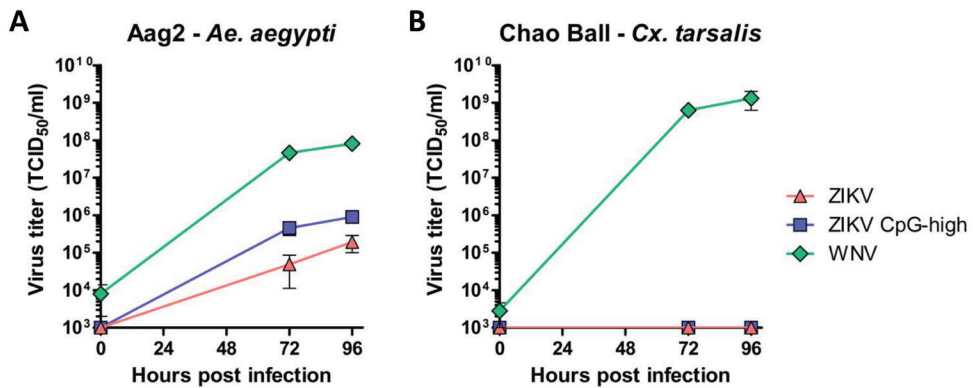 A
Aag2 - Ae. aegypti
Virus titer (TCID50/ml)
10^10
10^9
10^8
10^7
10^6
10^5
10^4
10^3
0 24 48 72 96
Hours post infection
B
Chao Ball - Cx. tarsalis
Virus titer (TCID50/ml)
10^10
10^9
10^8
10^7
10^6
10^5
10^4
10^3
0 24 48 72 96
Hours post infection
ZIKV
ZIKV CpG-high
WNV